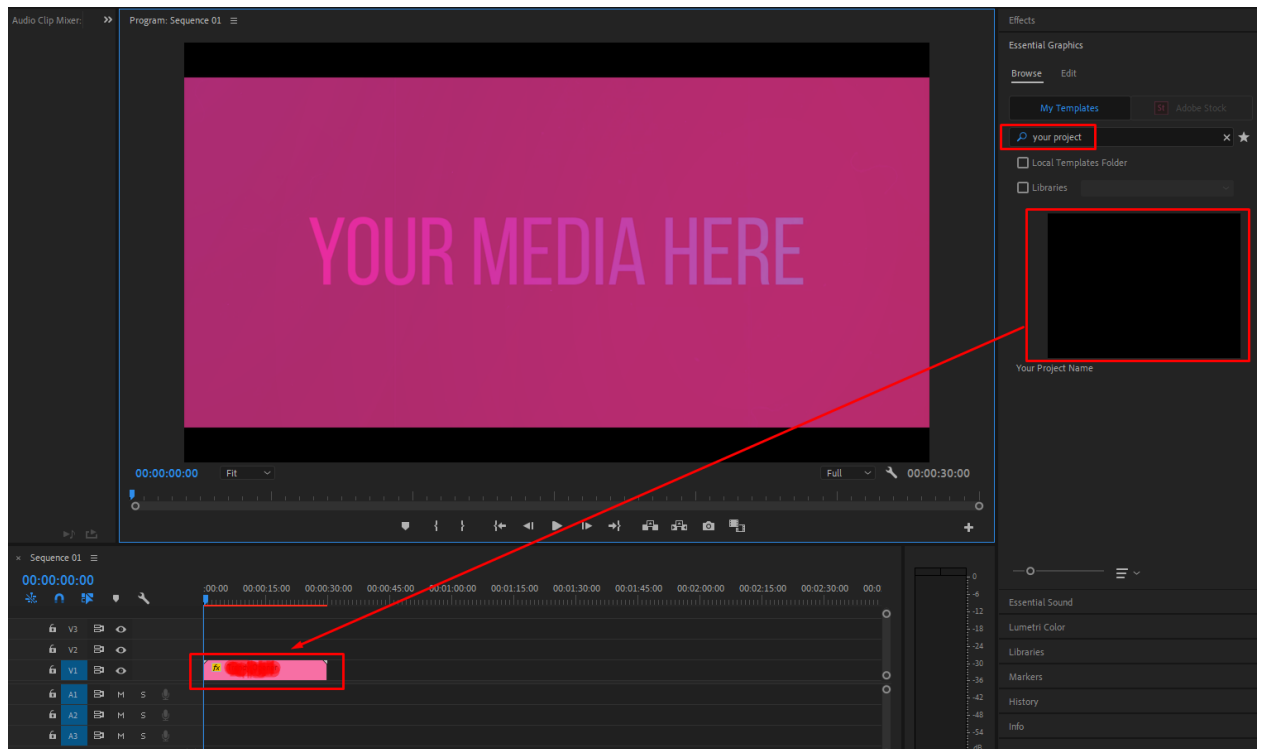 Audio Clip Mixer:
Program: Sequence 01
YOUR MEDIA HERE
00:00:00:00 Fit Full 00:00:30:00
Effects
Essential Graphics
Browse Edit
My Templates St Adobe Stock
your project
Local Templates Folder
Libraries
Your Project Name
× Sequence 01
00:00:00:00
:00:00 00:00:15:00 00:00:30:00 00:00:45:00 00:01:00:00 00:01:15:00 00:01:30:00 00:01:45:00 00:02:00:00 00:02:15:00 00:02:30:00 00:0
V3
V2
V1 fx
A1 M S
A2 M S
A3 M S
0
-6
-12
-18
-24
-30
-36
-42
-48
-54
dB
Essential Sound
Lumetri Color
Libraries
Markers
History
Info